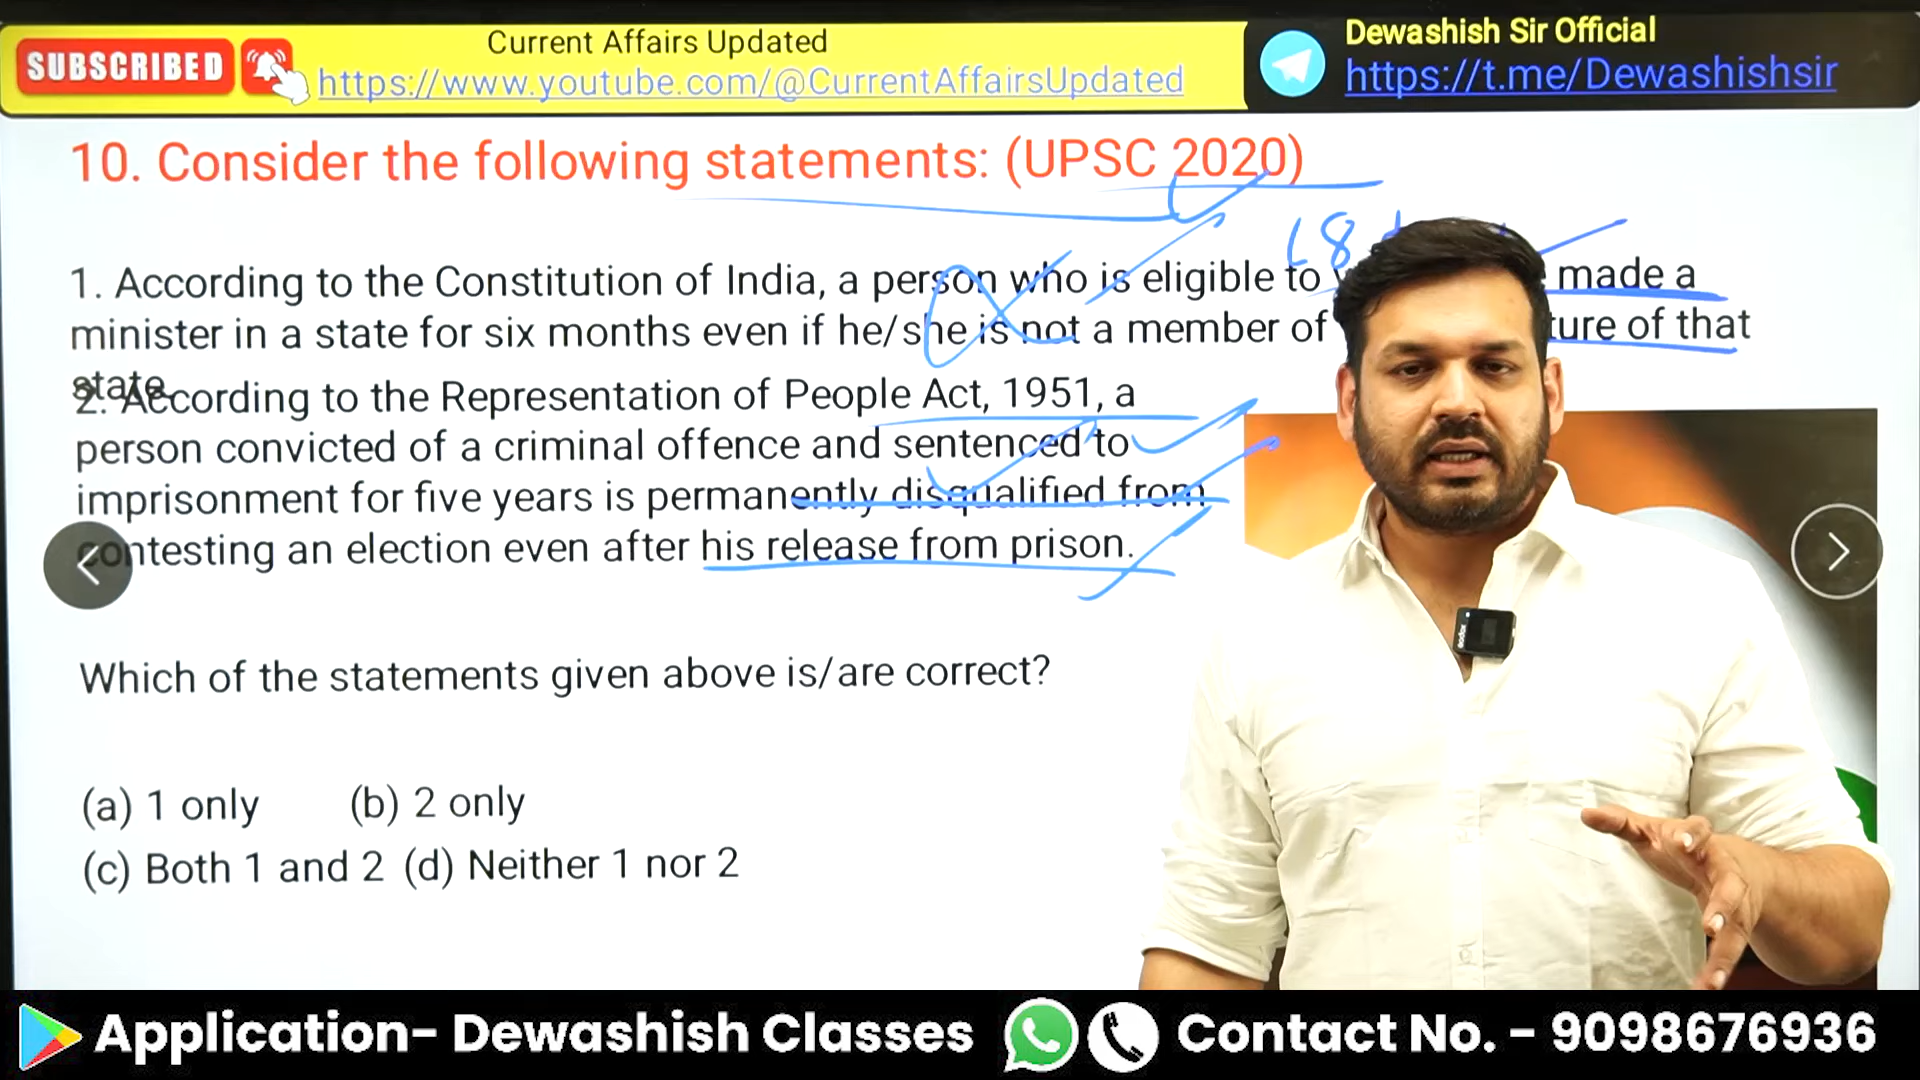 SUBSCRIBED
Current Affairs Updated
https://www.youtube.com/@CurrentAffairsUpdated
Dewashish Sir Official
https://t.me/Dewashishsir
10. Consider the following statements: (UPSC 2020)
18
1. According to the Constitution of India, a person who is eligible to made a
minister in a state for six months even if he/she is not a member of ture of that
state.
2. According to the Representation of People Act, 1951, a
person convicted of a criminal offence and sentenced to
imprisonment for five years is permanently disqualified from
contesting an election even after his release from prison.
Which of the statements given above is/are correct?
(a) 1 only (b) 2 only
(c) Both 1 and 2 (d) Neither 1 nor 2
Application- Dewashish Classes
Contact No. - 9098676936